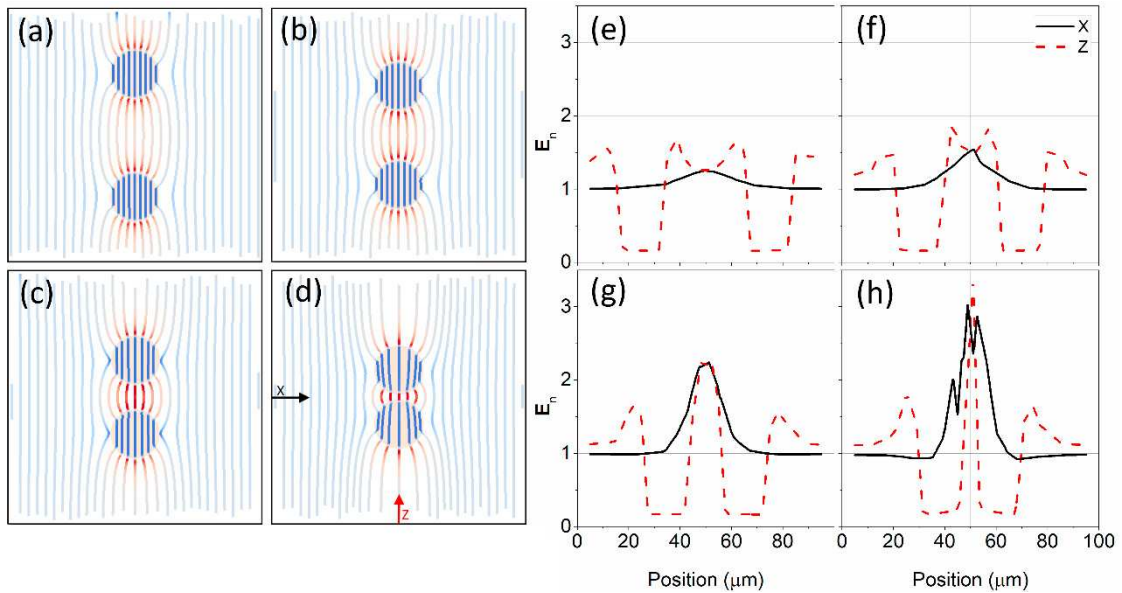 (a)
(b)
(c)
(d)
X
Z
(e)
(f)
X
Z
(g)
(h)
E n
3
2
1
0
3
2
1
0
0 20 40 60 80
0 20 40 60 80 100
Position (μm)
Position (μm)